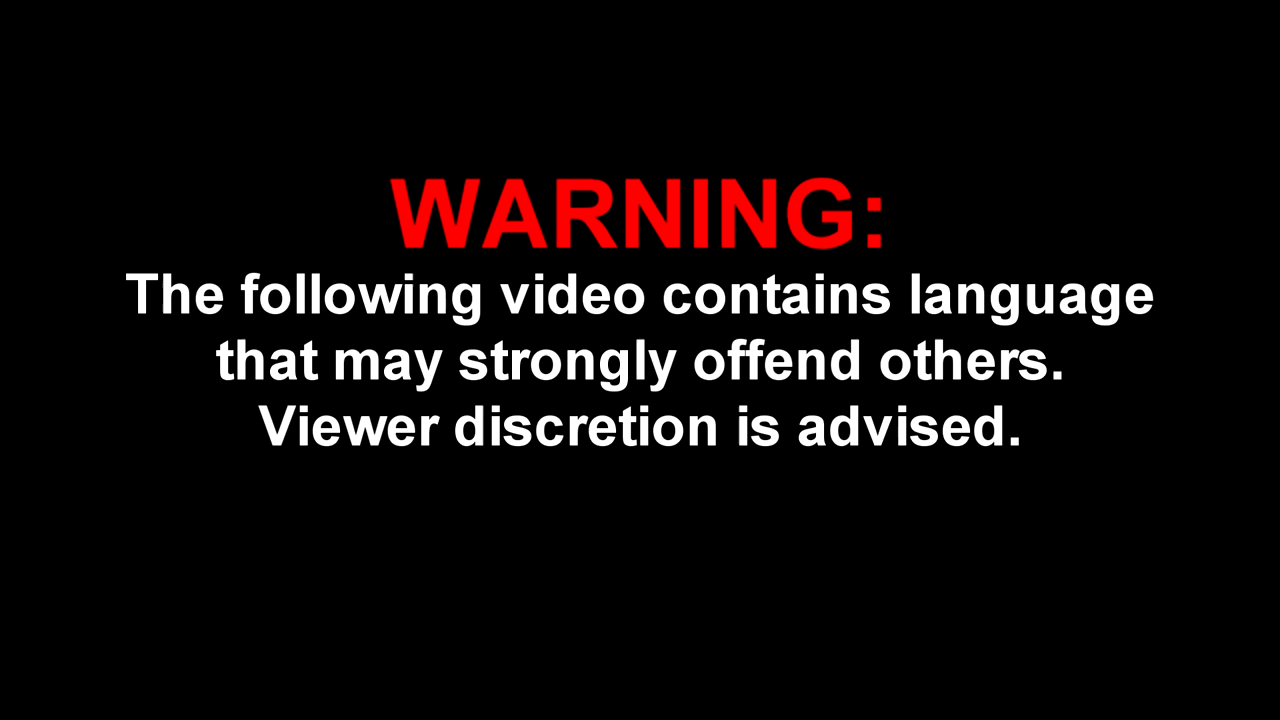 WARNING:
The following video contains language
that may strongly offend others.
Viewer discretion is advised.